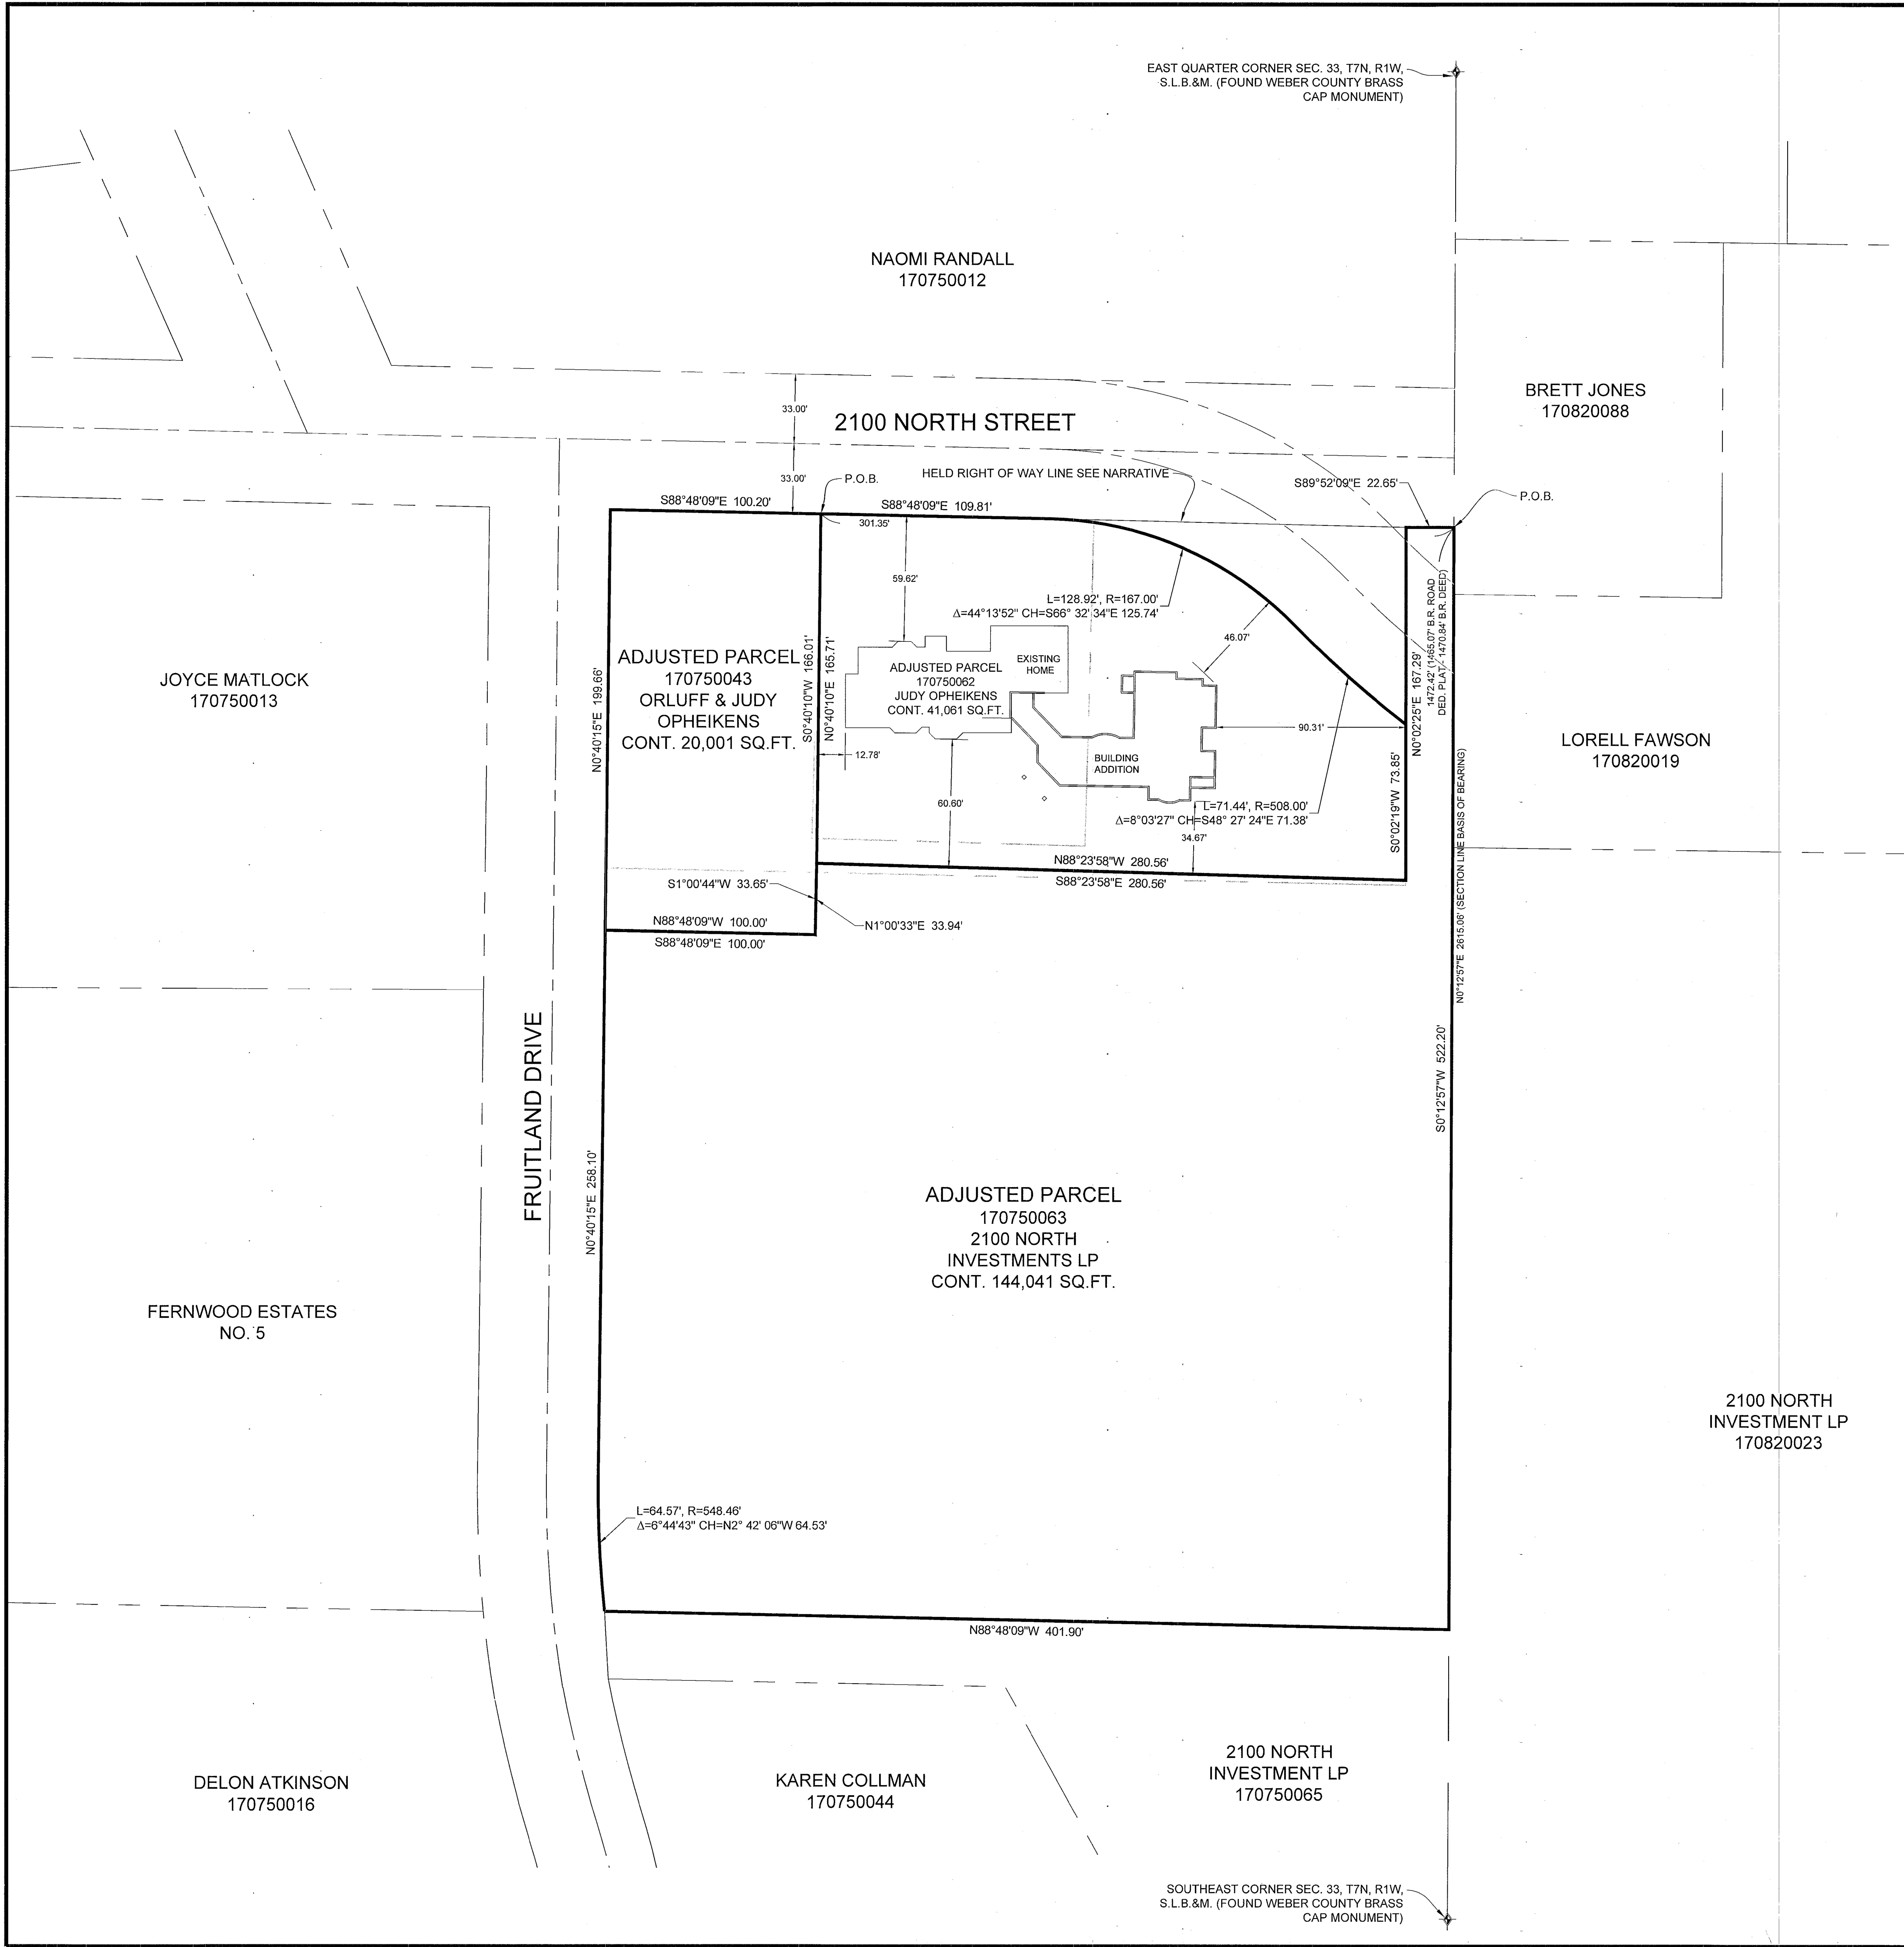 EAST QUARTER CORNER SEC. 33, T7N, R1W,
S.L.B.&M. (FOUND WEBER COUNTY BRASS
CAP MONUMENT)
NAOMI RANDALL
170750012
BRETT JONES
170820088
33.00'
2100 NORTH STREET
33.00'
P.O.B.
HELD RIGHT OF WAY LINE SEE NARRATIVE
S89°52'09"E 22.65'
P.O.B.
S88°48'09"E 100.20'
S88°48'09"E 109.81'
301.35'
59.62'
L=128.92', R=167.00'
Δ=44°13'52" CH=S66° 32' 34"E 125.74'
46.07'
JOYCE MATLOCK
170750013
N0°40'15"E 199.66'
ADJUSTED PARCEL
170750043
ORLUFF & JUDY
OPHEIKENS
CONT. 20,001 SQ.FT.
S0°40'10"W 166.01'
N0°40'10"E 165.71'
ADJUSTED PARCEL
170750062
JUDY OPHEIKENS
CONT. 41,061 SQ.FT.
EXISTING
HOME
12.78'
60.60'
BUILDING
ADDITION
90.31'
L=71.44', R=508.00'
Δ=8°03'27" CH=S48° 27' 24"E 71.38'
34.67'
S0°02'19"W 73.85'
N0°02'25"E 167.29'
1472.42' (1465.07' B.R. ROAD
DED. PLAT - 1470.84' B.R. DEED)
N0°12'57"E 2615.06' (SECTION LINE BASIS OF BEARING)
LORELL FAWSON
170820019
N88°23'58"W 280.56'
S88°23'58"E 280.56'
S1°00'44"W 33.65'
N1°00'33"E 33.94'
N88°48'09"W 100.00'
S88°48'09"E 100.00'
FRUITLAND DRIVE
N0°40'15"E 258.10'
S0°12'57"W 522.20'
ADJUSTED PARCEL
170750063
2100 NORTH
INVESTMENTS LP
CONT. 144,041 SQ.FT.
FERNWOOD ESTATES
NO. 5
2100 NORTH
INVESTMENT LP
170820023
L=64.57', R=548.46'
Δ=6°44'43" CH=N2° 42' 06"W 64.53'
N88°48'09"W 401.90'
DELON ATKINSON
170750016
KAREN COLLMAN
170750044
2100 NORTH
INVESTMENT LP
170750065
SOUTHEAST CORNER SEC. 33, T7N, R1W,
S.L.B.&M. (FOUND WEBER COUNTY BRASS
CAP MONUMENT)